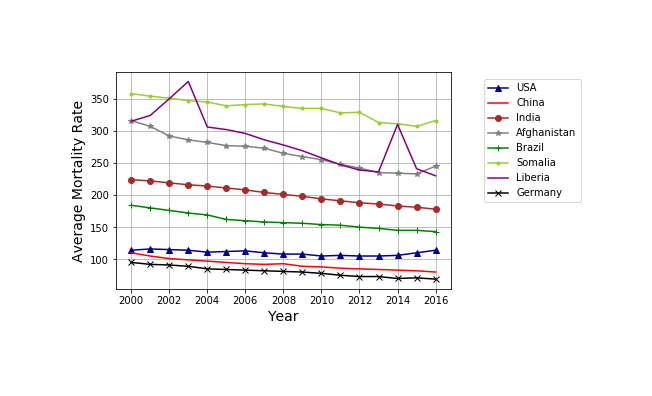 Average Mortality Rate
350
300
250
200
150
100
2000 2002 2004 2006 2008 2010 2012 2014 2016
Year
USA
China
India
Afghanistan
Brazil
Somalia
Liberia
Germany